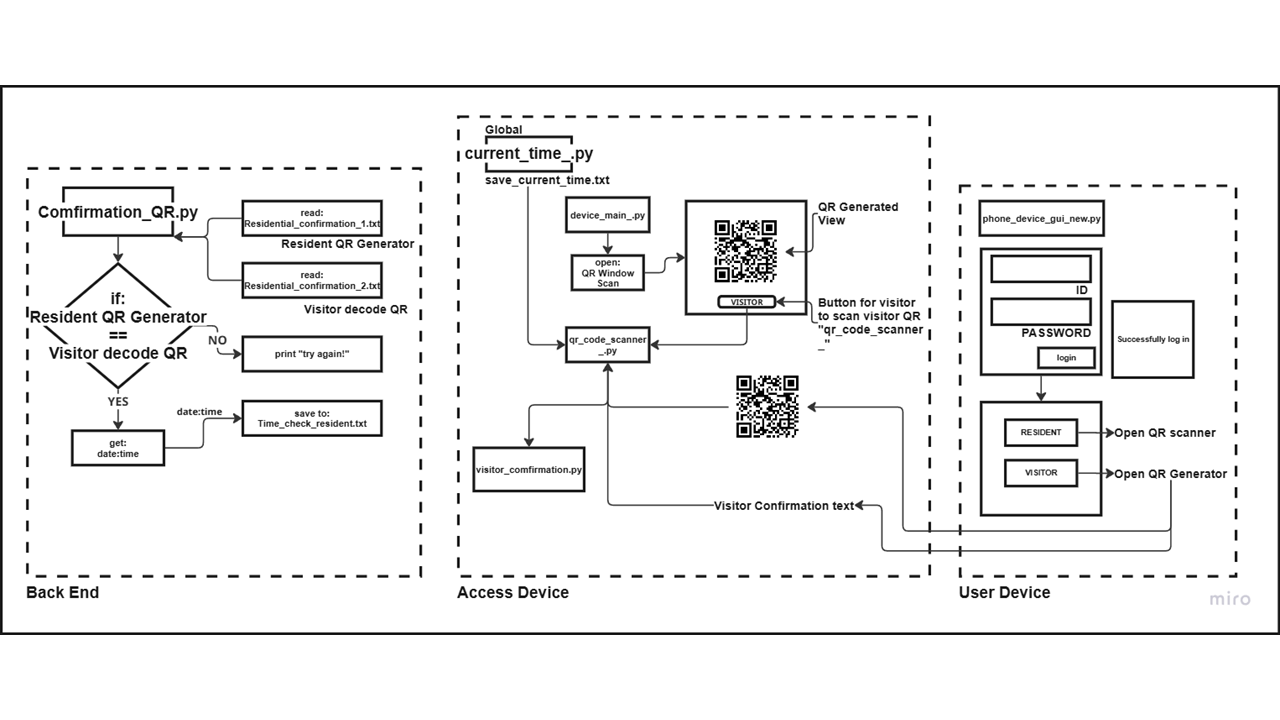 Comfirmation_QR.py
read:
Residential_confirmation_1.txt
Resident QR Generator
read:
Residential_confirmation_2.txt
Visitor decode QR
if:
Resident QR Generator
==
Visitor decode QR
NO
print "try again!"
YES
get:
date:time
date:time
save to:
Time_check_resident.txt
Back End
Global
current_time_.py
save_current_time.txt
device_main_.py
open:
QR Window
Scan
VISITOR
QR Generated
View
Button for visitor
to scan visitor QR
"qr_code_scanner
_"
qr_code_scanner
_.py
visitor_comfirmation.py
Visitor Confirmation text
Access Device
phone_device_gui_new.py
ID
PASSWORD
login
Successfully log in
RESIDENT
Open QR scanner
VISITOR
Open QR Generator
User Device
miro